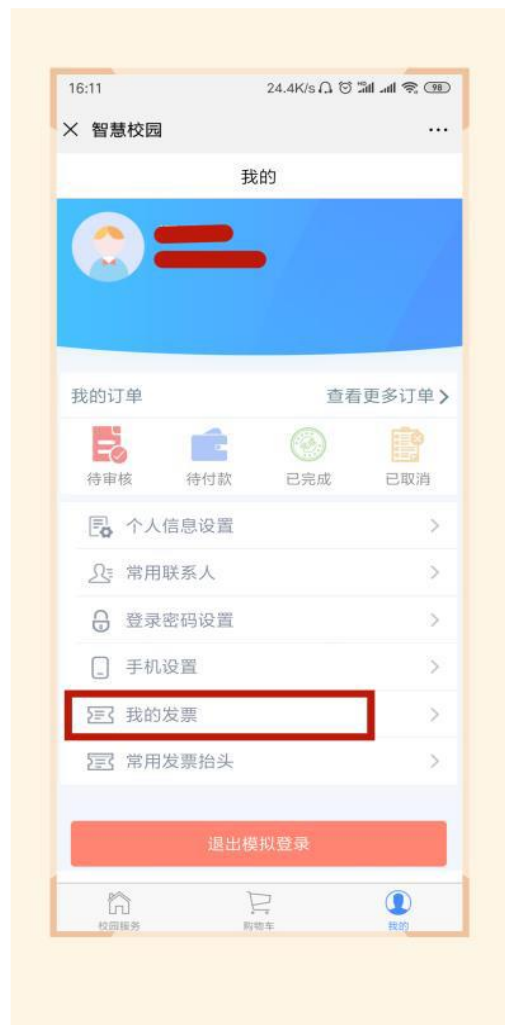 16:11 24.4K/s HD 98
智慧校园
我的
我的订单 查看更多订单
待审核 待付款 已完成 已取消
个人信息设置
常用联系人
登录密码设置
手机设置
我的发票
常用发票抬头
退出模拟登录
校园服务 购物车 我的